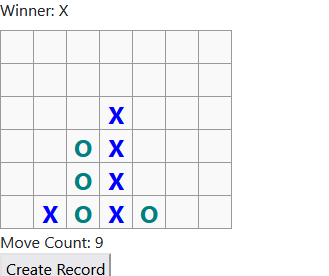 Winner: X
X
O X
O X
X O X O
Move Count: 9
Create Record